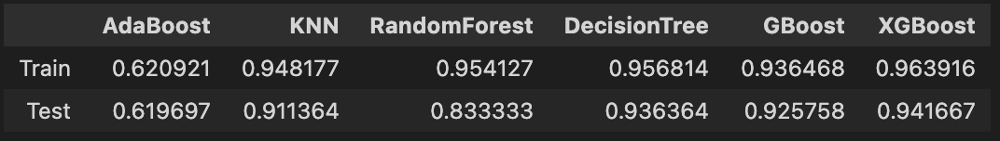 AdaBoost KNN RandomForest DecisionTree GBoost XGBoost
Train 0.620921 0.948177 0.954127 0.956814 0.936468 0.963916
Test 0.619697 0.911364 0.833333 0.936364 0.925758 0.941667